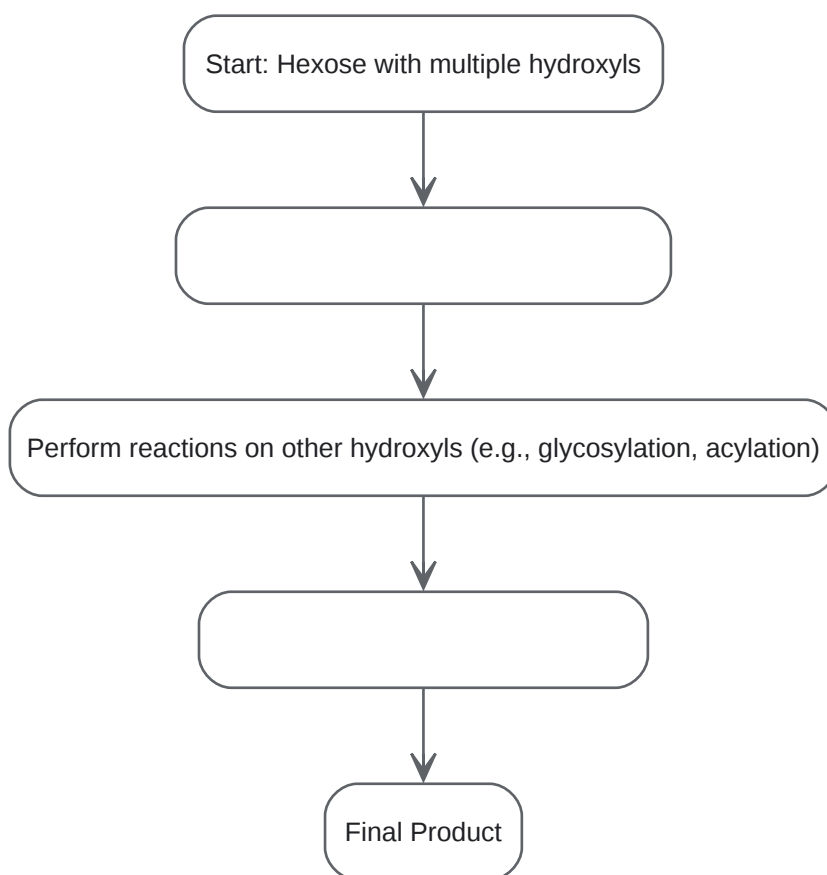 Start: Hexose with multiple hydroxyls
Perform reactions on other hydroxyls (e.g., glycosylation, acylation)
Final Product